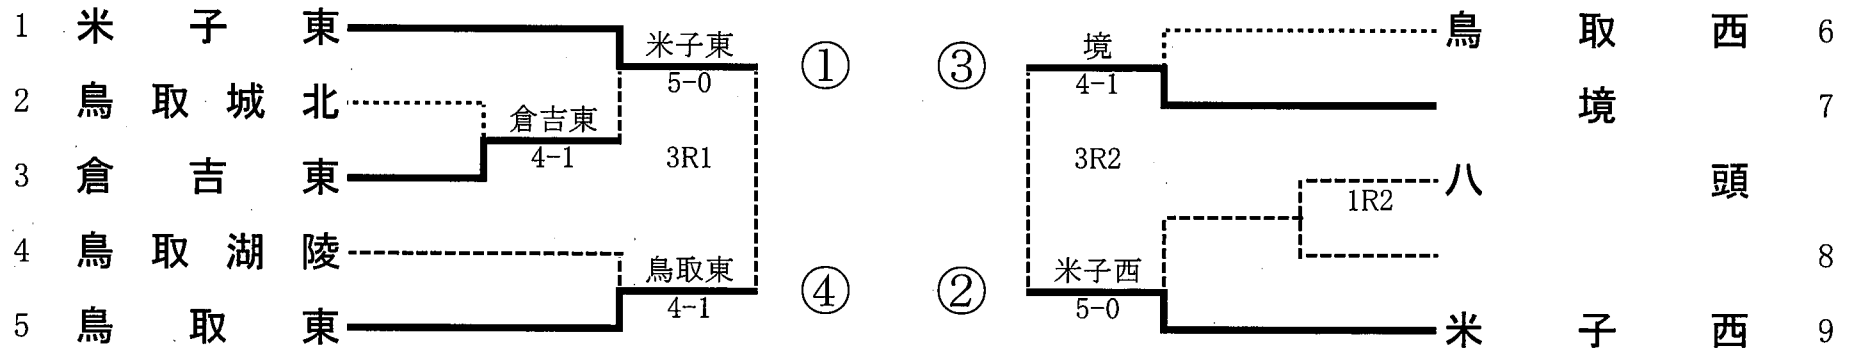 1 米子東
米子東
5-0
2 鳥取城北
倉吉東
4-1
3 倉吉東
3R1
4 鳥取湖陵
鳥取東
4-1
5 鳥取東
①
④
③
②
境
4-1
鳥取西 6
境 7
3R2
八頭
1R2
8
米子西
5-0
米子西 9